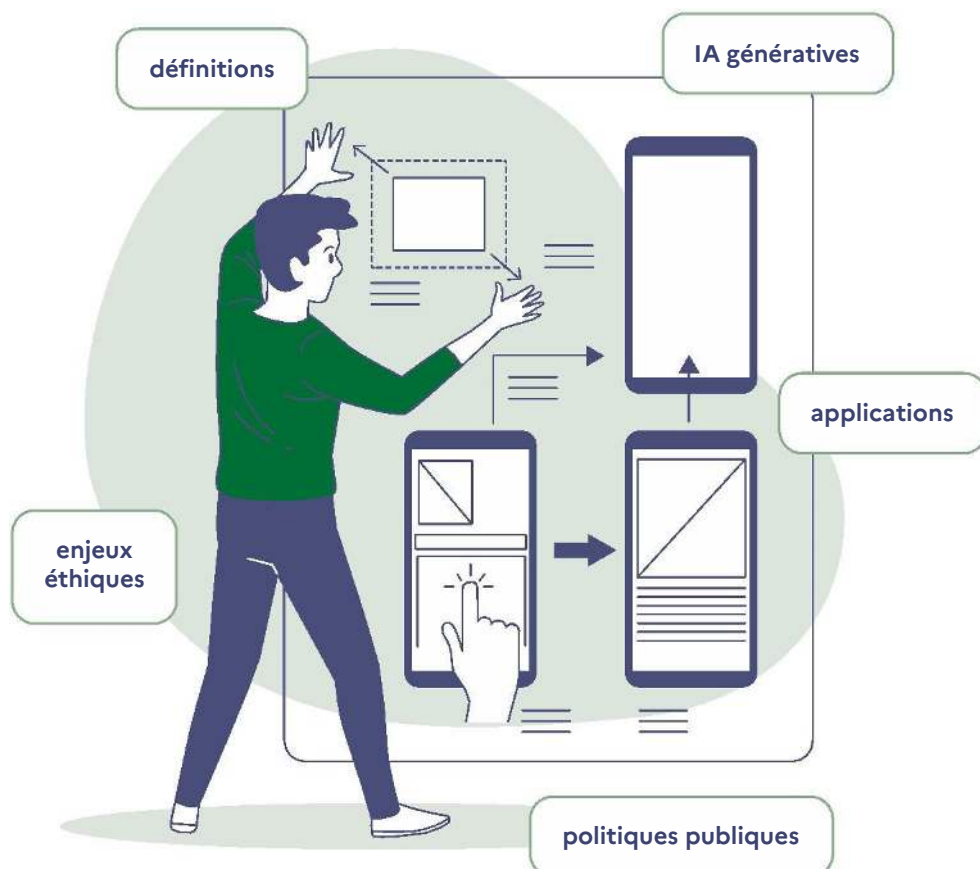 définitions
IA génératives
applications
enjeux
éthiques
politiques publiques